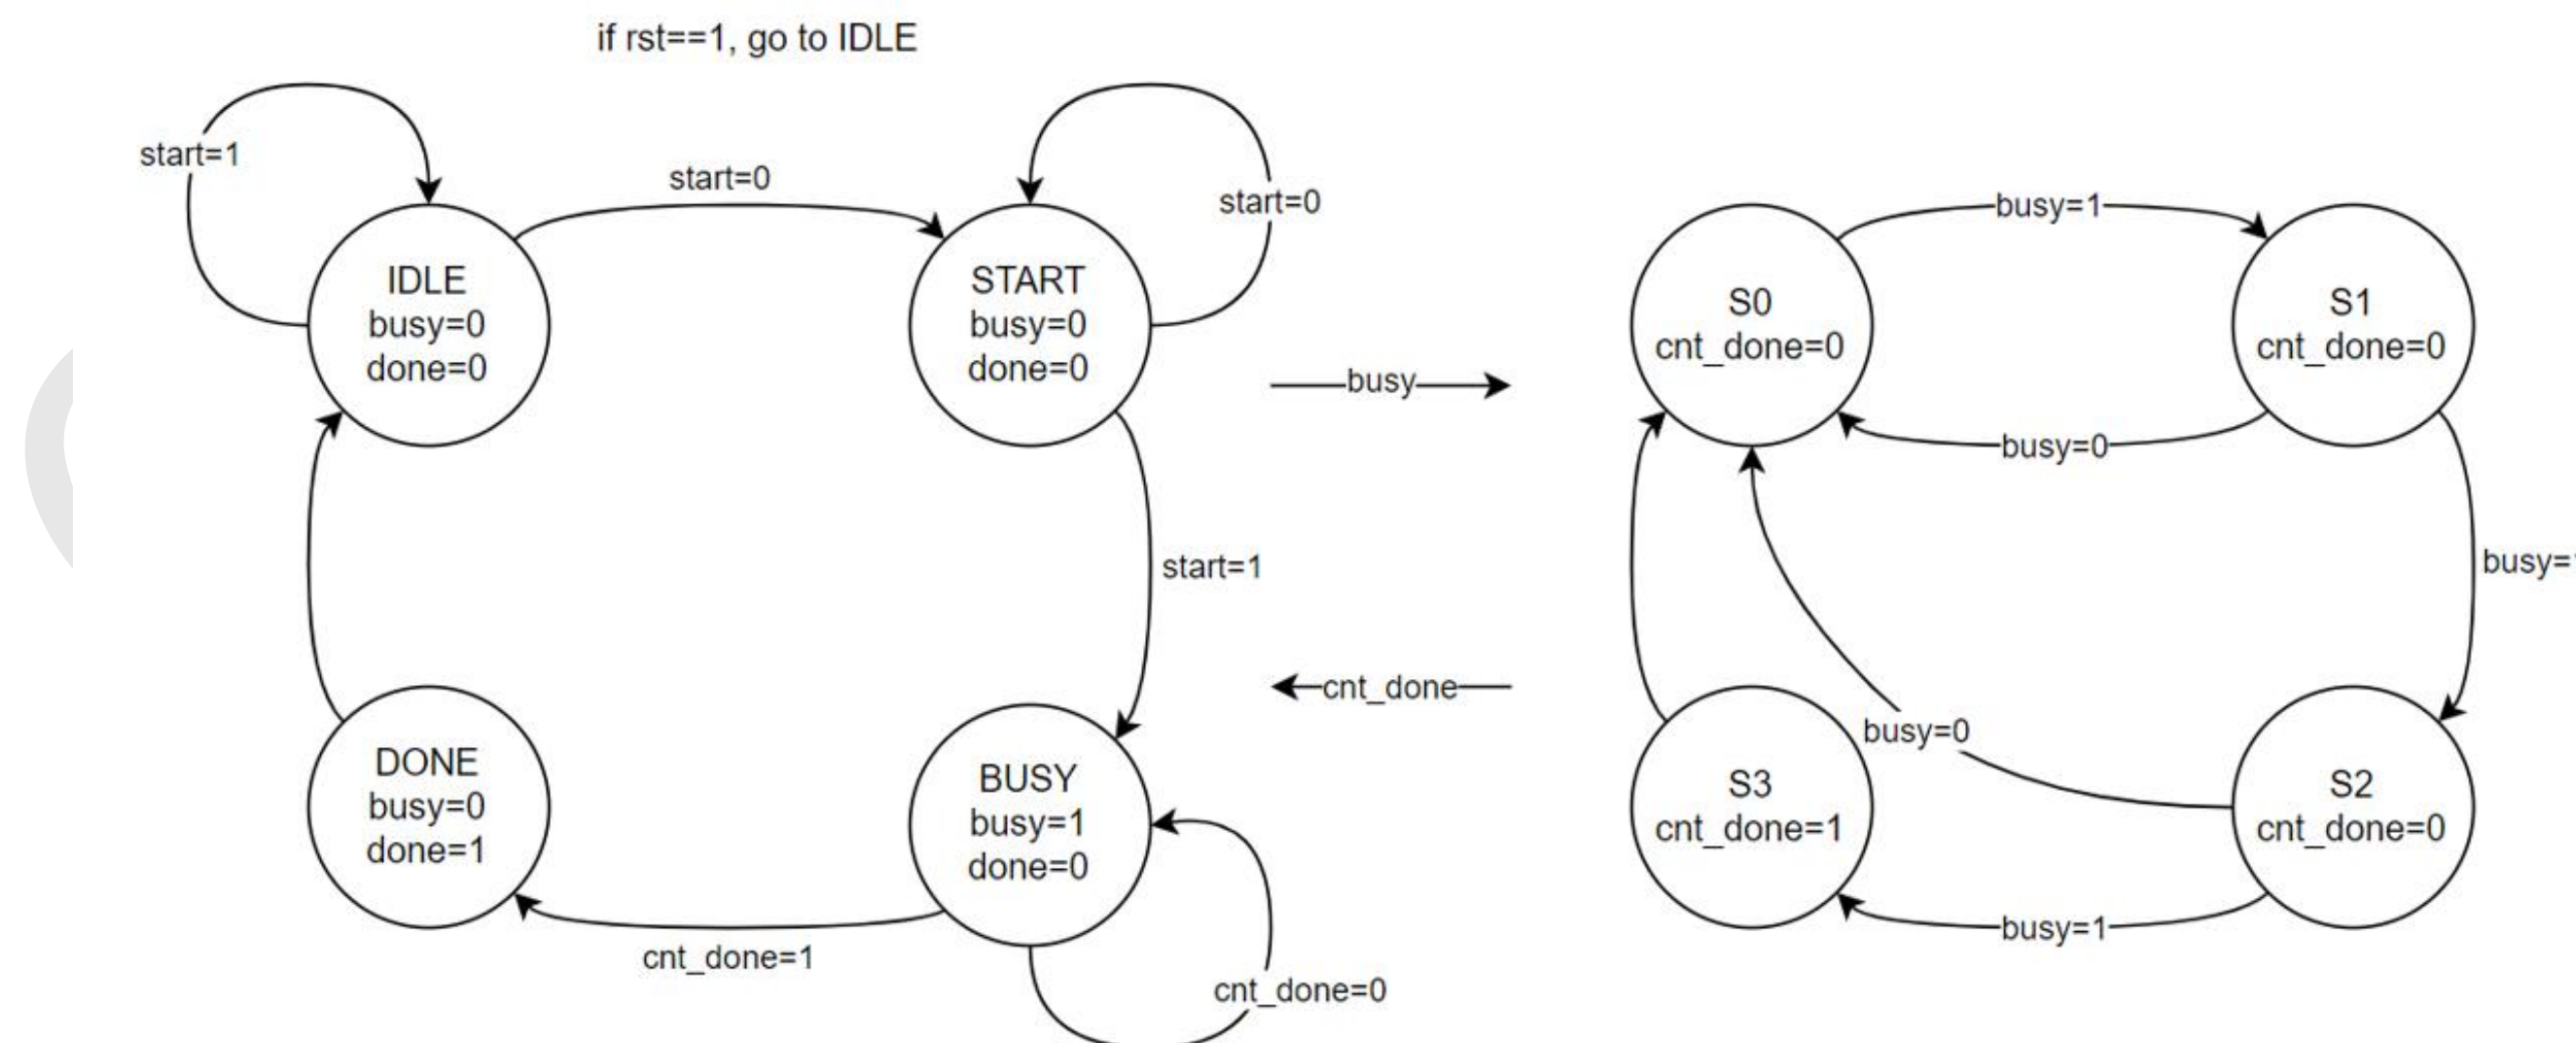 if rst==1, go to IDLE
start=1
start=0
start=0
IDLE
busy=0
done=0
START
busy=0
done=0
start=1
DONE
busy=0
done=1
BUSY
busy=1
done=0
cnt_done=1
cnt_done=0
busy
cnt_done
busy=1
S0
cnt_done=0
S1
cnt_done=0
busy=0
busy=
busy=0
S3
cnt_done=1
S2
cnt_done=0
busy=1